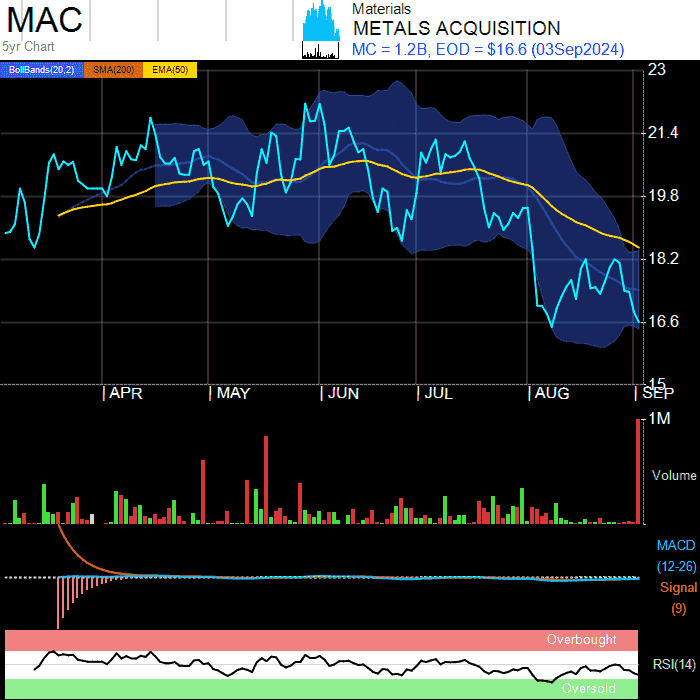 MAC
5yr Chart
Materials
METALS ACQUISITION
MC = 1.2B, EOD = $16.6 (03Sep2024)
BollBands(20,2) SMA(200) EMA(50)
23
21.4
19.8
18.2
16.6
15
APR MAY JUN JUL AUG SEP
1M
Volume
MACD
(12-26)
Signal
(9)
Overbought
RSI(14)
Oversold